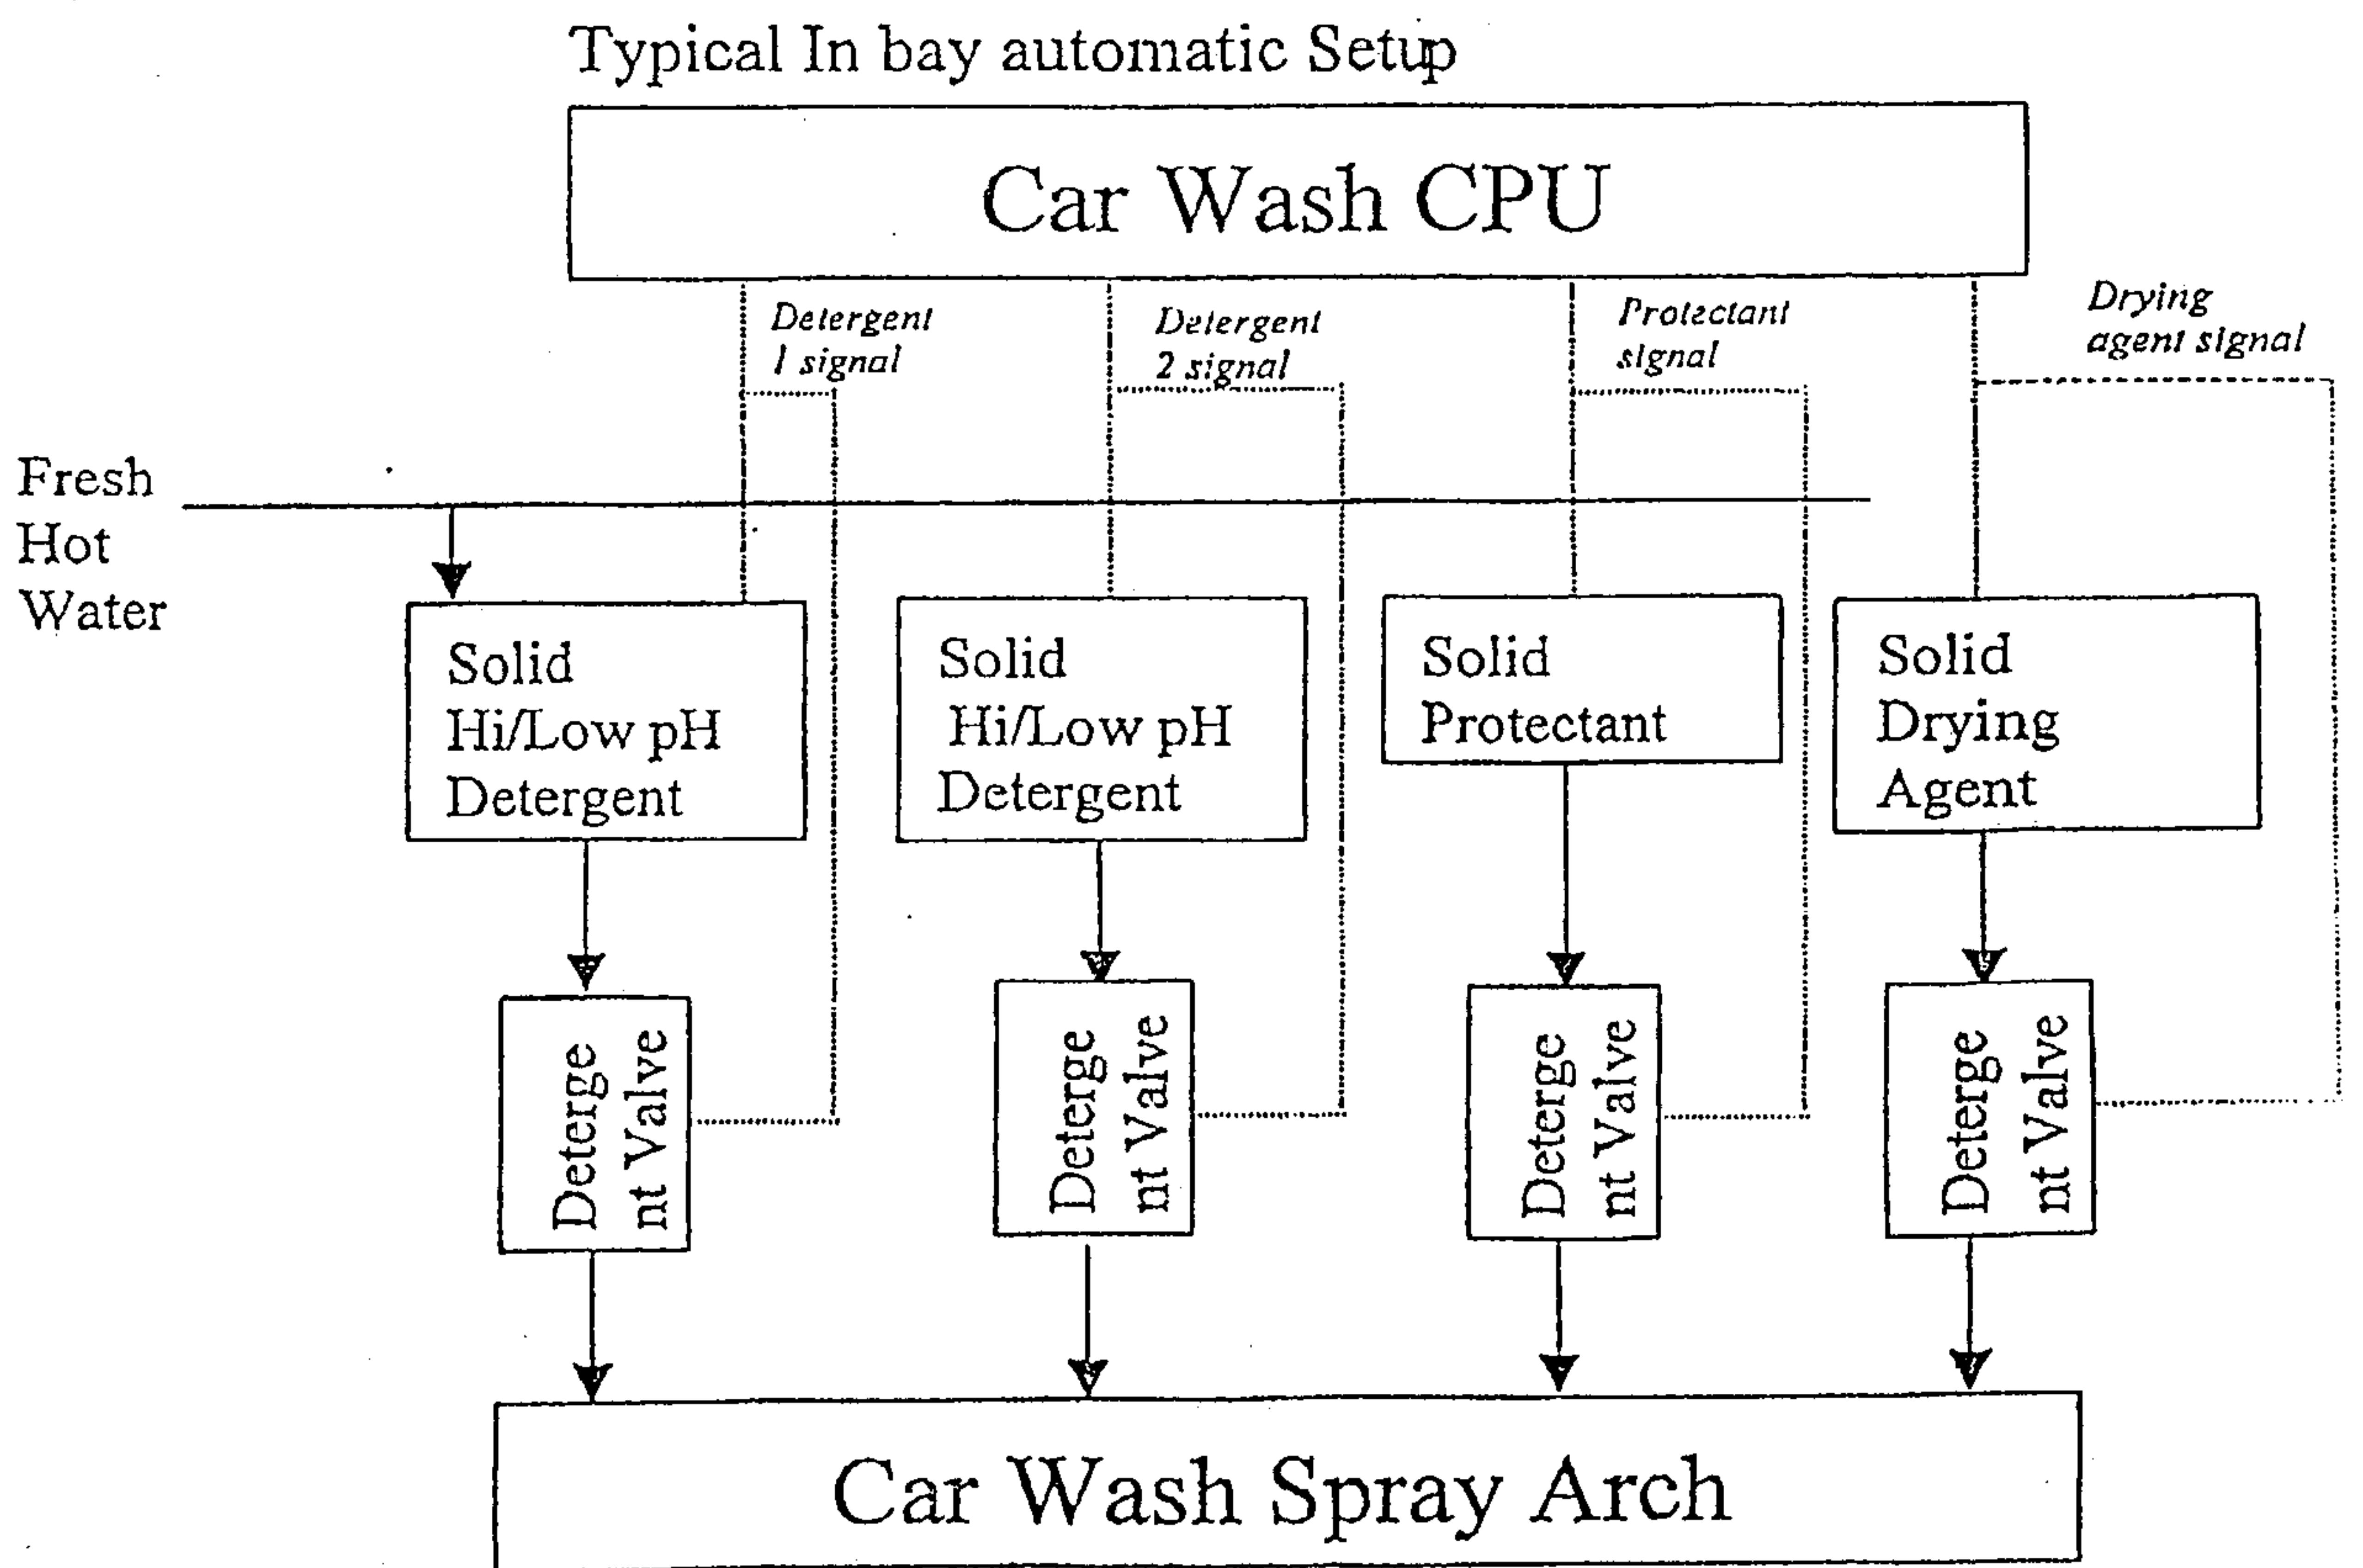 Typical In bay automatic Setup
Car Wash CPU
Detergent
1 signal
Detergent
2 signal
Protectant
signal
Drying
agent signal
Fresh
Hot
Water
Solid
Hi/Low pH
Detergent
Solid
Hi/Low pH
Detergent
Solid
Protectant
Solid
Drying
Agent
Deterge
nt Valve
Deterge
nt Valve
Deterge
nt Valve
Deterge
nt Valve
Car Wash Spray Arch